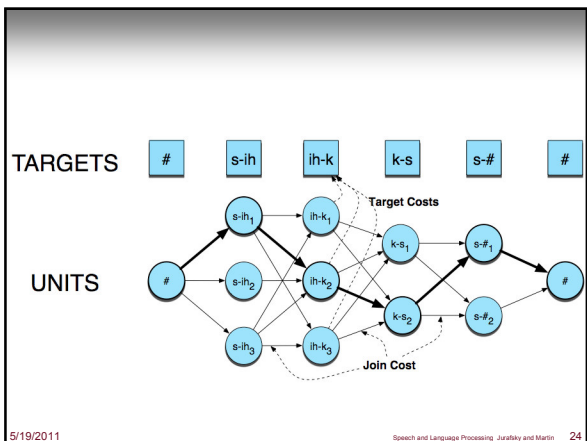 TARGETS # s-ih ih-k k-s s-# #
Target Costs
s-ih₁ ih-k₁
k-s₁ s-#₁
UNITS # s-ih₂ ih-k₂ #
k-s₂ s-#₂
s-ih₃ ih-k₃
Join Cost
5/19/2011 Speech and Language Processing Jurafsky and Martin 24